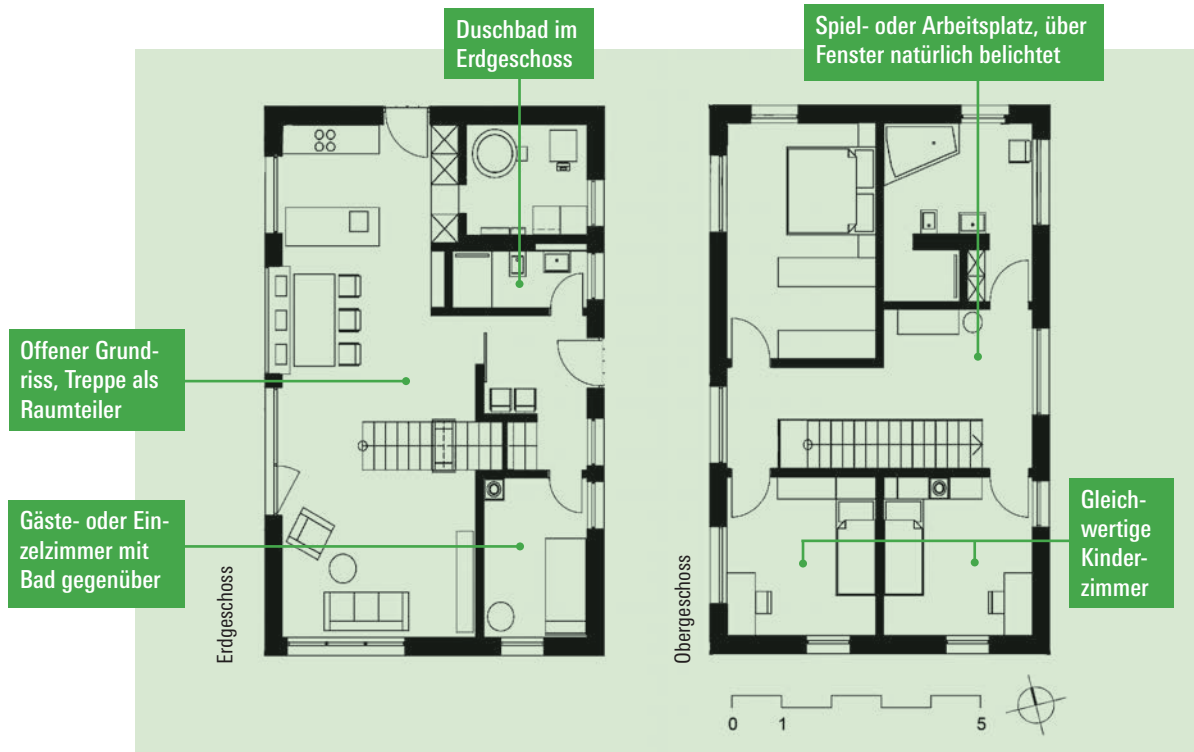 Duschbad im
Erdgeschoss
Spiel- oder Arbeitsplatz, über
Fenster natürlich belichtet
Offener Grund-
riss, Treppe als
Raumteiler
Gäste- oder Ein-
zelzimmer mit
Bad gegenüber
Gleich-
wertige
Kinder-
zimmer
Erdgeschoss
Obergeschoss
0 1 5